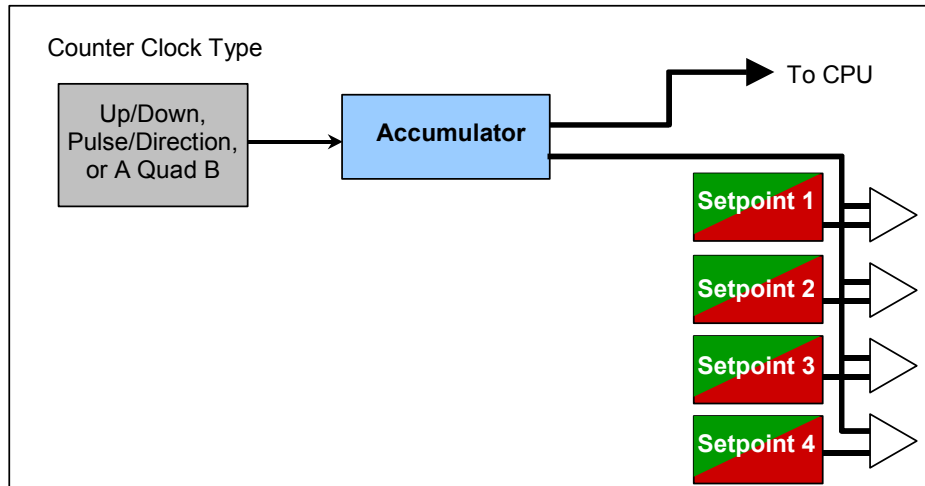 Counter Clock Type
To CPU
Up/Down,
Pulse/Direction,
or A Quad B
Accumulator
Setpoint 1
Setpoint 2
Setpoint 3
Setpoint 4